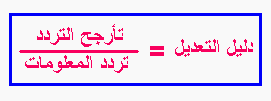 دليل التعديل = تأرجح التردد
تردد المعلومات